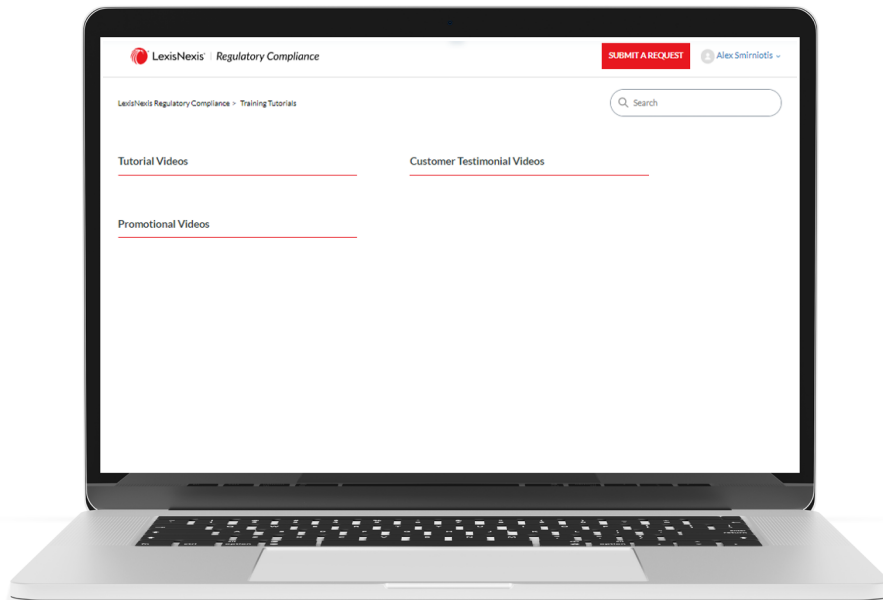 LexisNexis® | Regulatory Compliance
SUBMIT A REQUEST
Alex Smirniotis
LexisNexis Regulatory Compliance > Training Tutorials
Search
Tutorial Videos
Customer Testimonial Videos
Promotional Videos